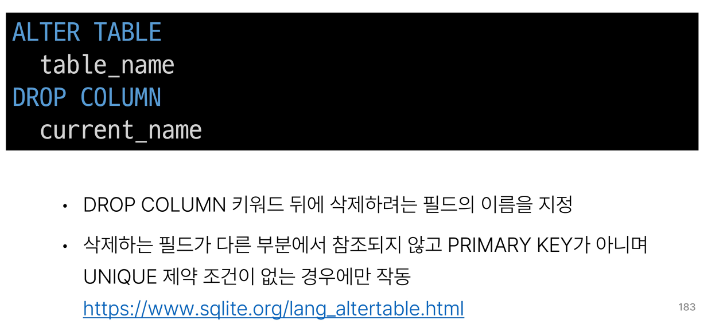 ALTER TABLE
table_name
DROP COLUMN
current_name
• DROP COLUMN 키워드 뒤에 삭제하려는 필드의 이름을 지정
• 삭제하는 필드가 다른 부분에서 참조되지 않고 PRIMARY KEY가 아니며
UNIQUE 제약 조건이 없는 경우에만 작동
https://www.sqlite.org/lang_altertable.html
183